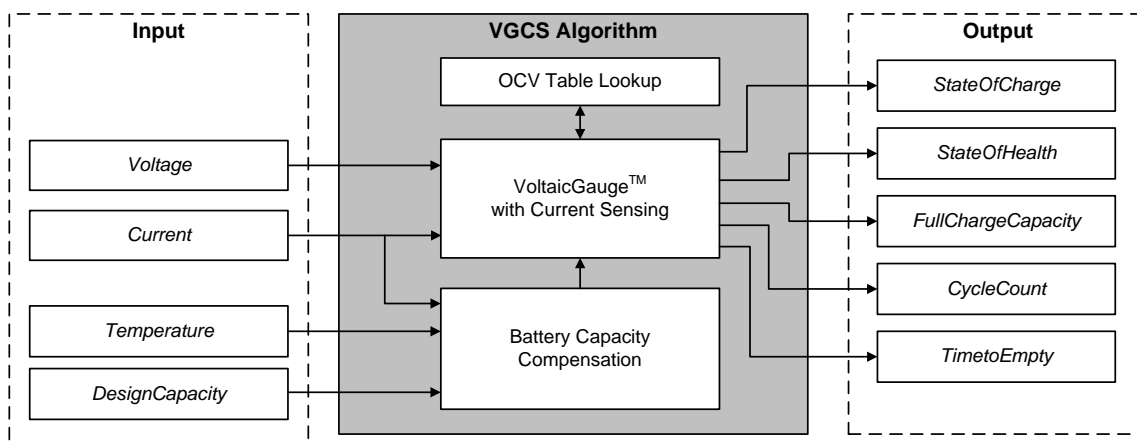 Input
VGCS Algorithm
Output
OCV Table Lookup
StateOfCharge
Voltage
VoltaicGauge™
with Current Sensing
StateOfHealth
Current
FullChargeCapacity
CycleCount
Temperature
Battery Capacity
Compensation
TimetoEmpty
DesignCapacity